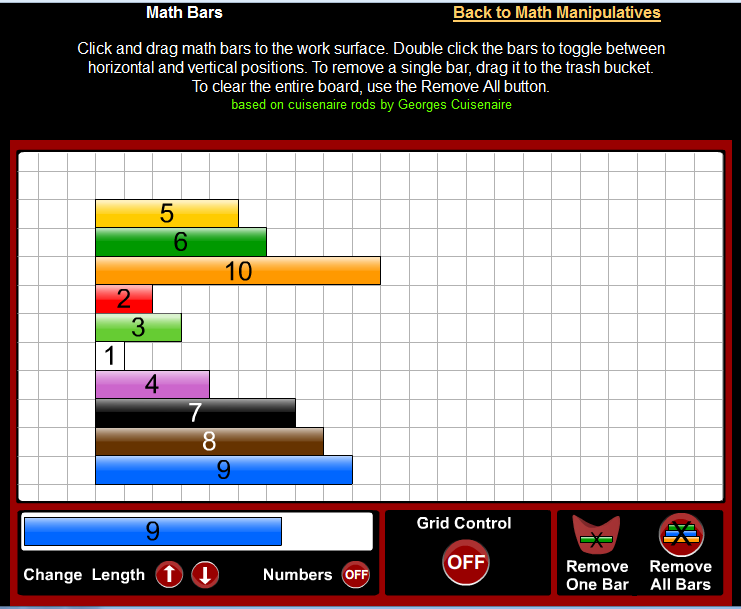 Math Bars
Back to Math Manipulatives
Click and drag math bars to the work surface. Double click the bars to toggle between
horizontal and vertical positions. To remove a single bar, drag it to the trash bucket.
To clear the entire board, use the Remove All button.
based on cuisenaire rods by Georges Cuisenaire
5
6
10
2
3
1
4
7
8
9
9
Change Length
Numbers OFF
Grid Control
OFF
Remove
One Bar
Remove
All Bars